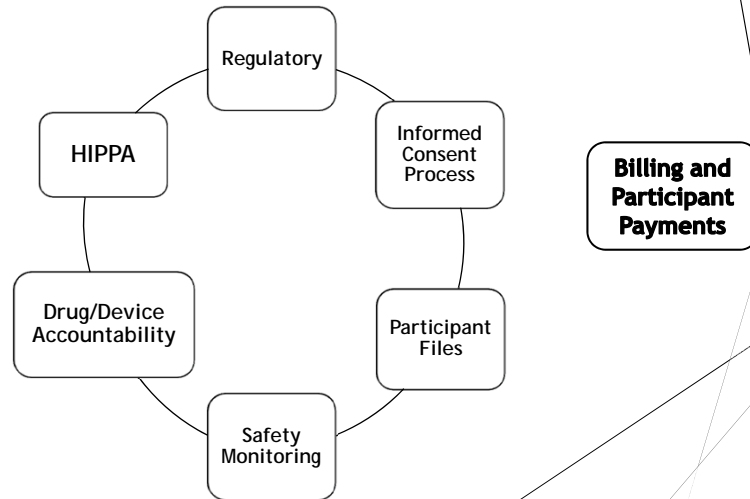 Regulatory
Informed
Consent
Process
Participant
Files
Safety
Monitoring
Drug/Device
Accountability
HIPPA
Billing and
Participant
Payments